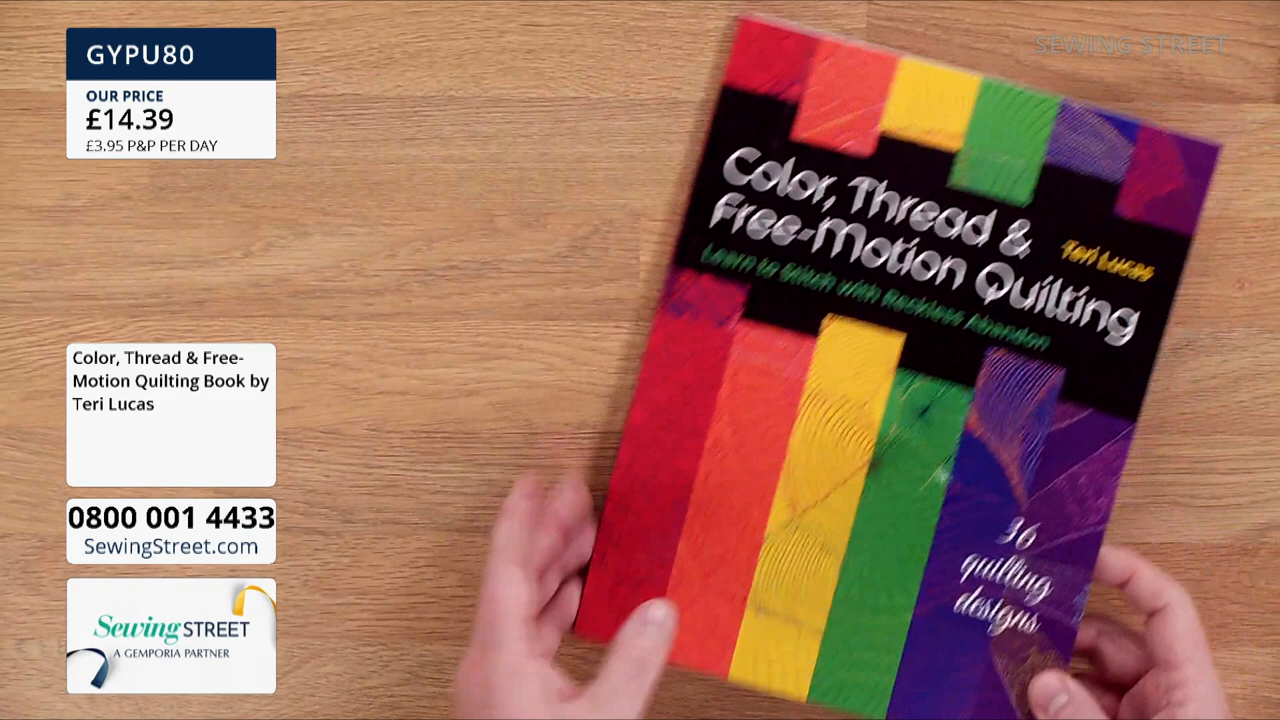 GYPU80
OUR PRICE
£14.39
£3.95 P&P PER DAY
SEWING STREET
Color, Thread &
Free-Motion Quilting
Teri Lucas
Learn to Stitch with Reckless Abandon
36
quilting
designs
Color, Thread & Free-
Motion Quilting Book by
Teri Lucas
0800 001 4433
SewingStreet.com
Sewing STREET
A GEMPORIA PARTNER